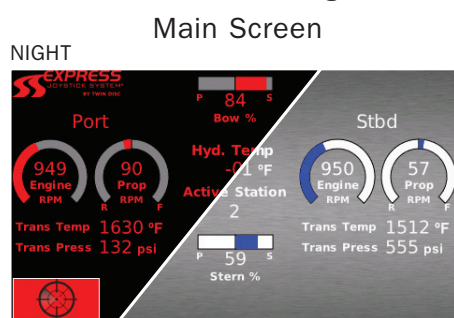 Main Screen
NIGHT
EXPRESS
JOYSTICK SYSTEM
BY TWIN DISC
P S
84
Bow %
Port
Stbd
Hyd. Temp
-01 °F
Active Station
2
949
Engine
RPM
90
Prop
RPM
R F
950
Engine
RPM
57
Prop
RPM
R F
Trans Temp 1630 °F
Trans Press 132 psi
Trans Temp 1512 °F
Trans Press 555 psi
P S
59
Stern %